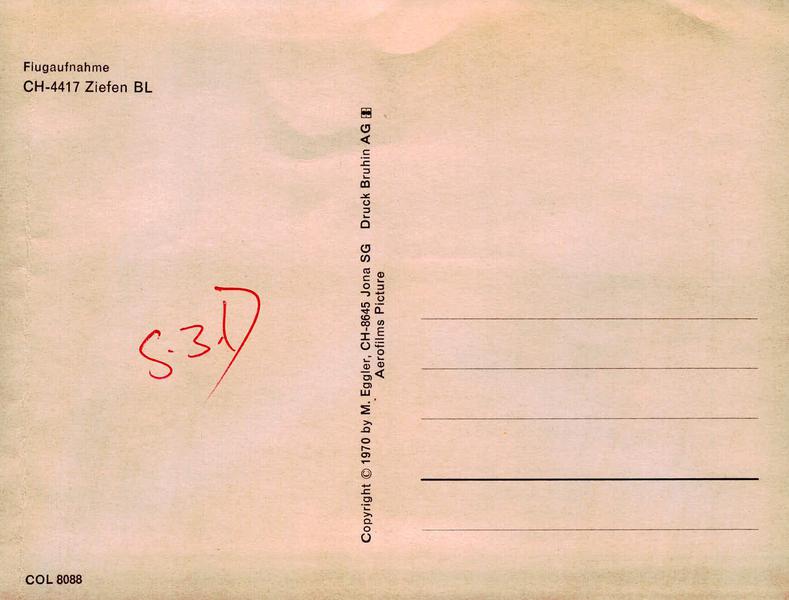 Flugaufnahme
CH-4417 Ziefen BL
Copyright © 1970 by M. Eggler, CH-8645 Jona SG Druck Bruhin AG
Aerofilms Picture
S.3.D
COL 8088